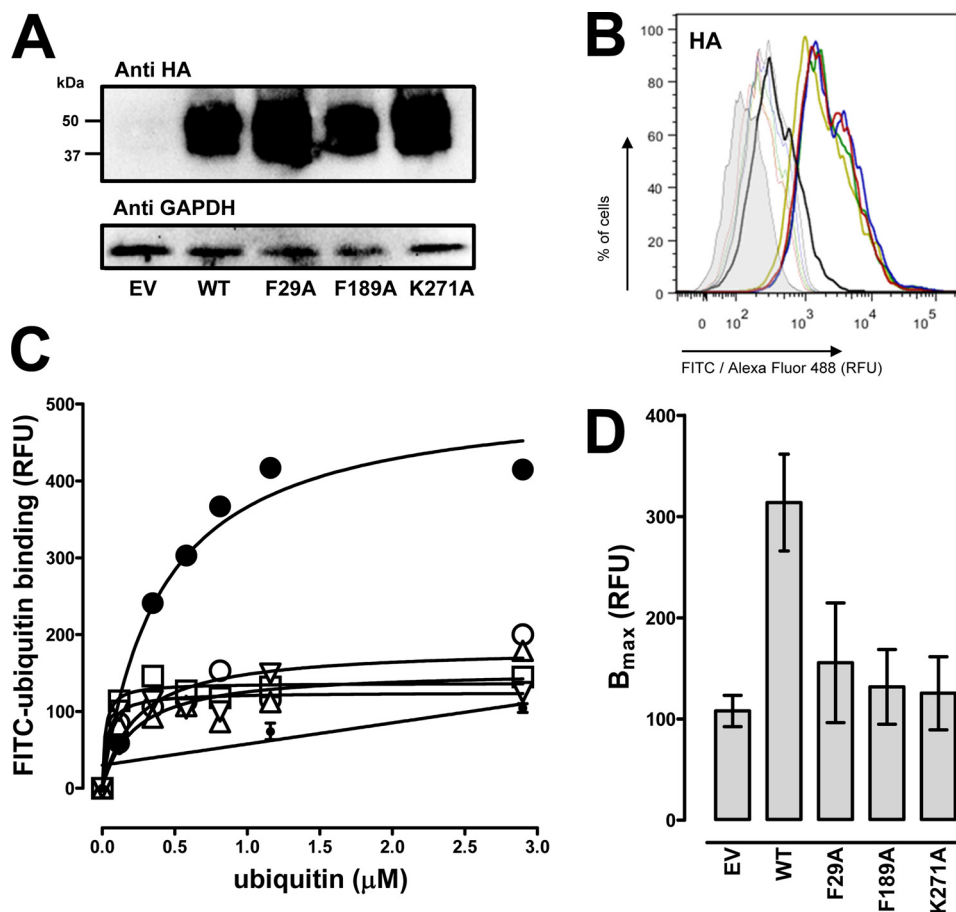 A
Anti HA
kDa
50
37
Anti GAPDH
EV WT F29A F189A K271A
B
HA
100
80
60
40
20
0
% of cells
0 10² 10³ 10⁴ 10⁵
FITC / Alexa Fluor 488 (RFU)
C
500
400
300
200
100
0
FITC-ubiquitin binding (RFU)
0.0 0.5 1.0 1.5 2.0 2.5 3.0
ubiquitin (μM)
D
400
300
200
100
0
Bmax (RFU)
EV
WT
F29A
F189A
K271A